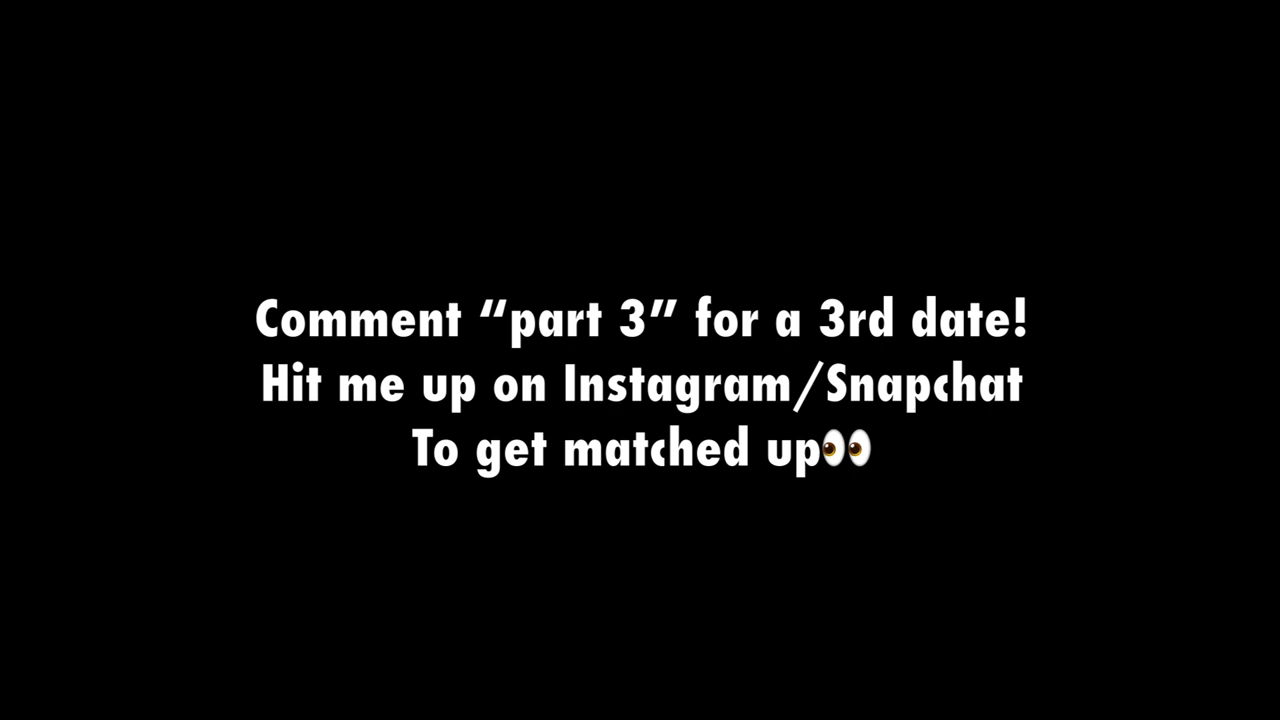 Comment “part 3” for a 3rd date!
Hit me up on Instagram/Snapchat
To get matched up👀